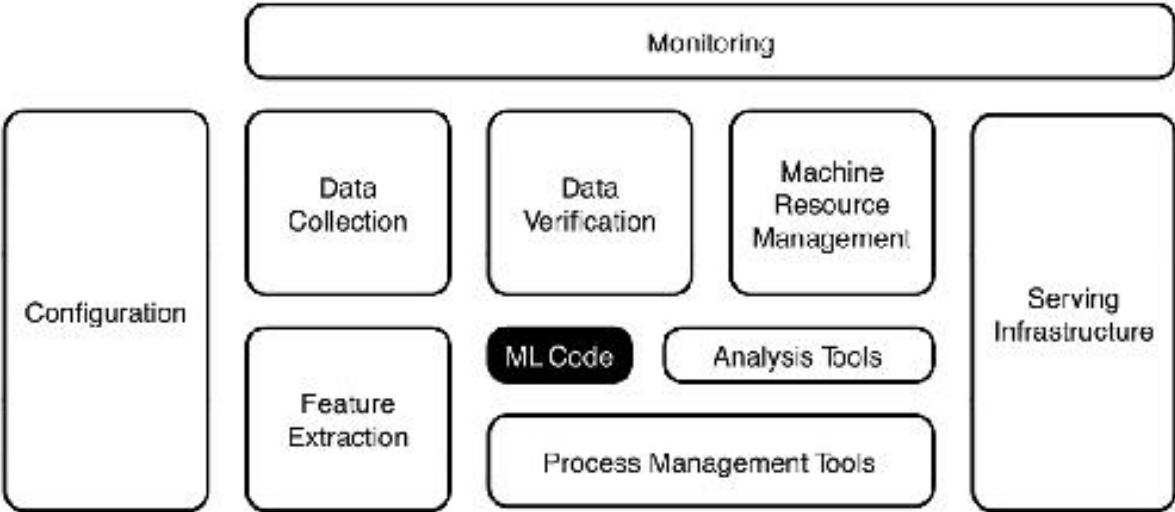 Monitoring
Configuration
Data
Collection
Data
Verification
Machine
Resource
Management
Serving
Infrastructure
Feature
Extraction
ML Code
Analysis Tools
Process Management Tools